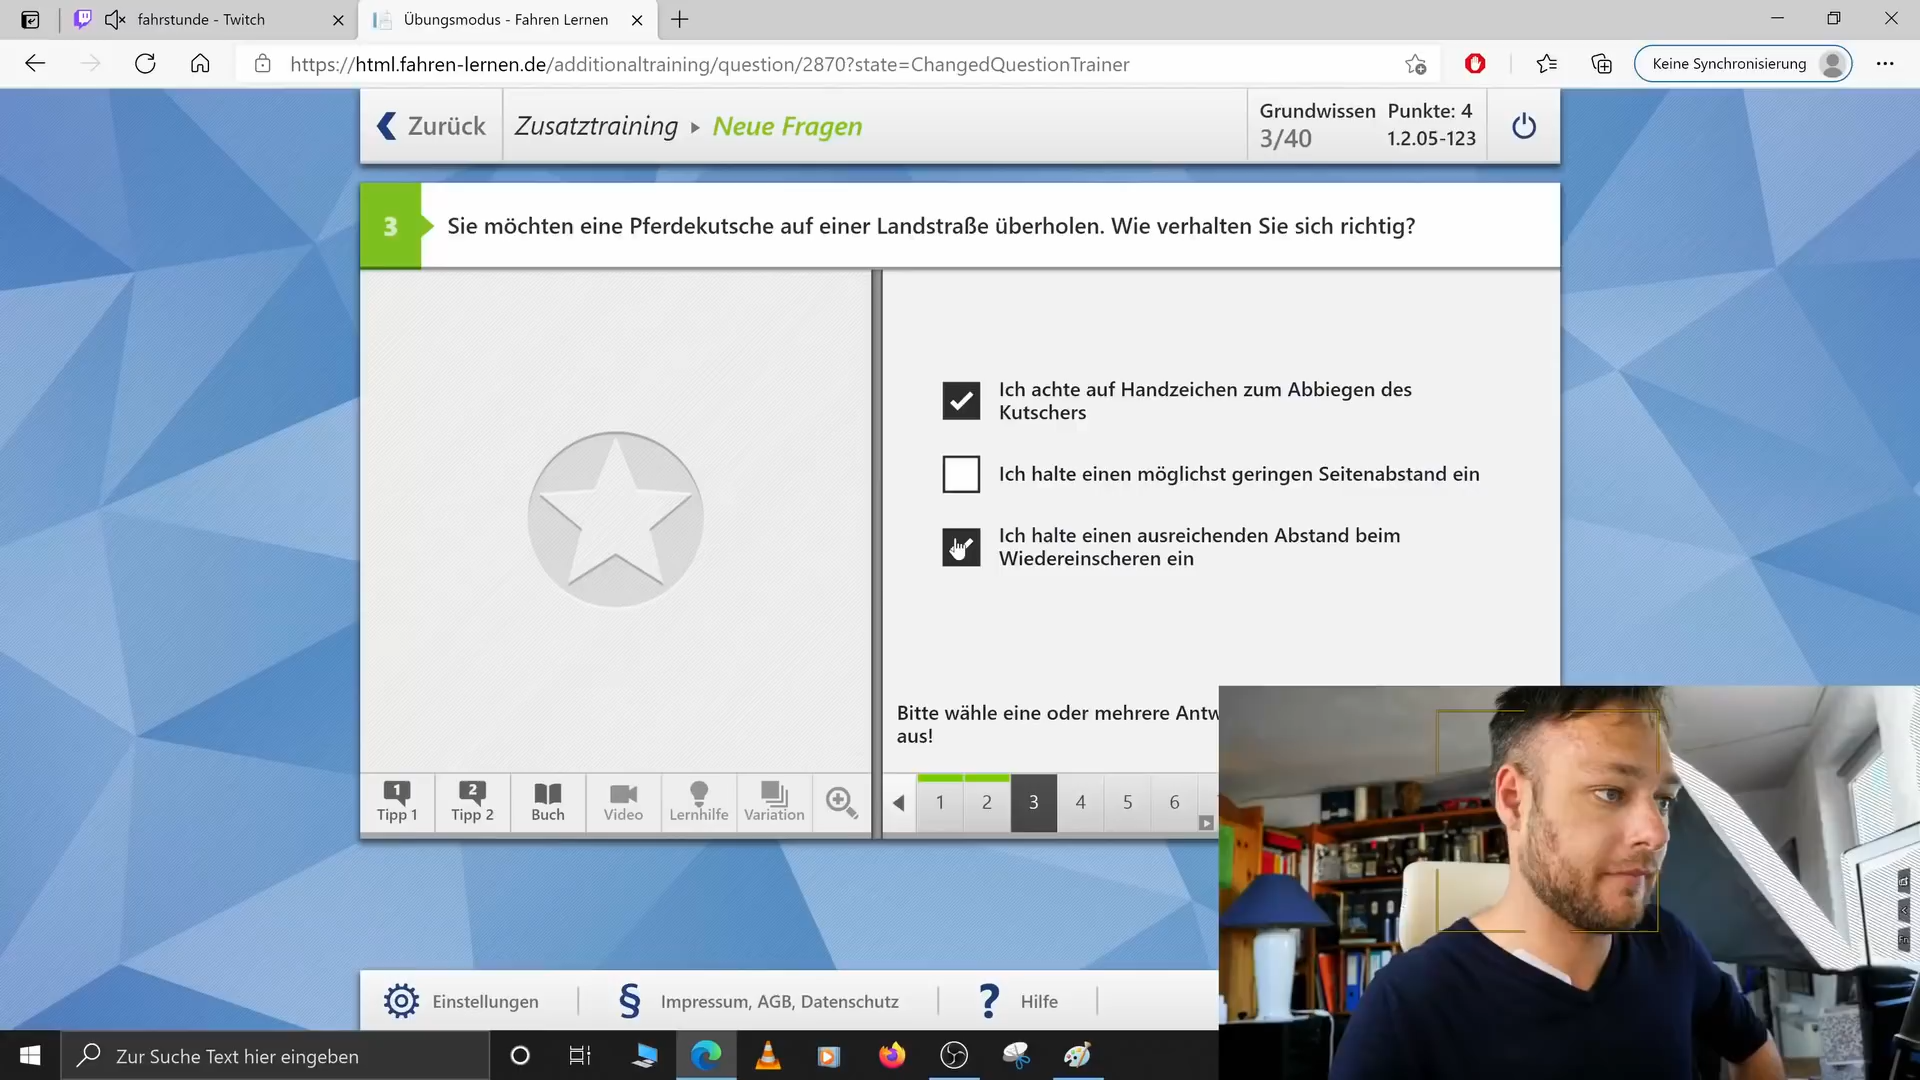 fahrstunde - Twitch
Übungsmodus - Fahren Lernen
https://html.fahren-lernen.de/additionaltraining/question/2870?state=ChangedQuestionTrainer
Keine Synchronisierung
Zurück
Zusatztraining ▸ Neue Fragen
Grundwissen Punkte: 4
3/40 1.2.05-123
3
Sie möchten eine Pferdekutsche auf einer Landstraße überholen. Wie verhalten Sie sich richtig?
Ich achte auf Handzeichen zum Abbiegen des
Kutschers
Ich halte einen möglichst geringen Seitenabstand ein
Ich halte einen ausreichenden Abstand beim
Wiedereinscheren ein
Bitte wähle eine oder mehrere Antw
aus!
1 2
Tipp 1 Tipp 2 Buch Video Lernhilfe Variation
1 2 3 4 5 6
Einstellungen
§ Impressum, AGB, Datenschutz
? Hilfe
Zur Suche Text hier eingeben